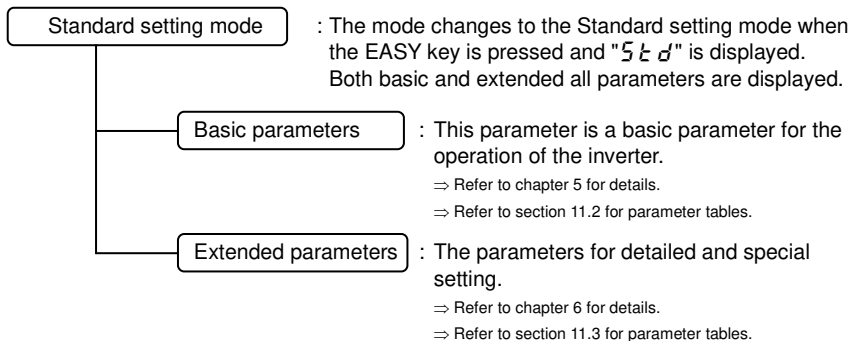 Standard setting mode : The mode changes to the Standard setting mode when
the EASY key is pressed and "Std" is displayed.
Both basic and extended all parameters are displayed.
Basic parameters : This parameter is a basic parameter for the
operation of the inverter.
⇒ Refer to chapter 5 for details.
⇒ Refer to section 11.2 for parameter tables.
Extended parameters : The parameters for detailed and special
setting.
⇒ Refer to chapter 6 for details.
⇒ Refer to section 11.3 for parameter tables.